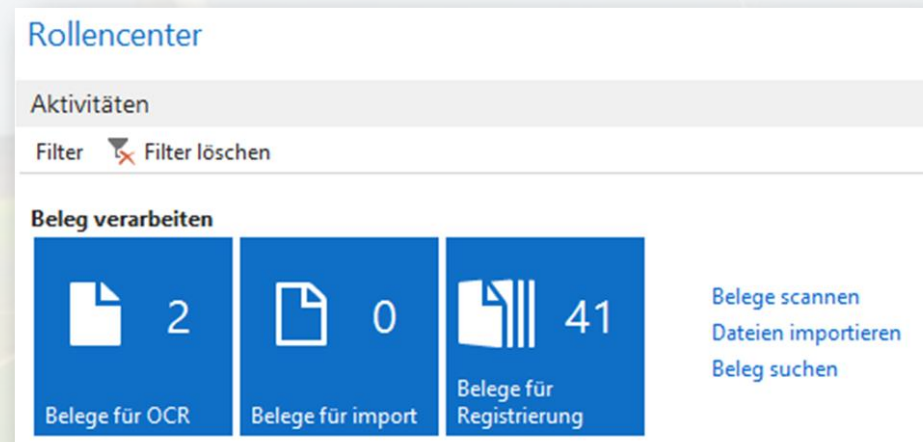 Rollencenter
Aktivitäten
Filter Filter löschen
Beleg verarbeiten
2
Belege für OCR
0
Belege für import
41
Belege für
Registrierung
Belege scannen
Dateien importieren
Beleg suchen